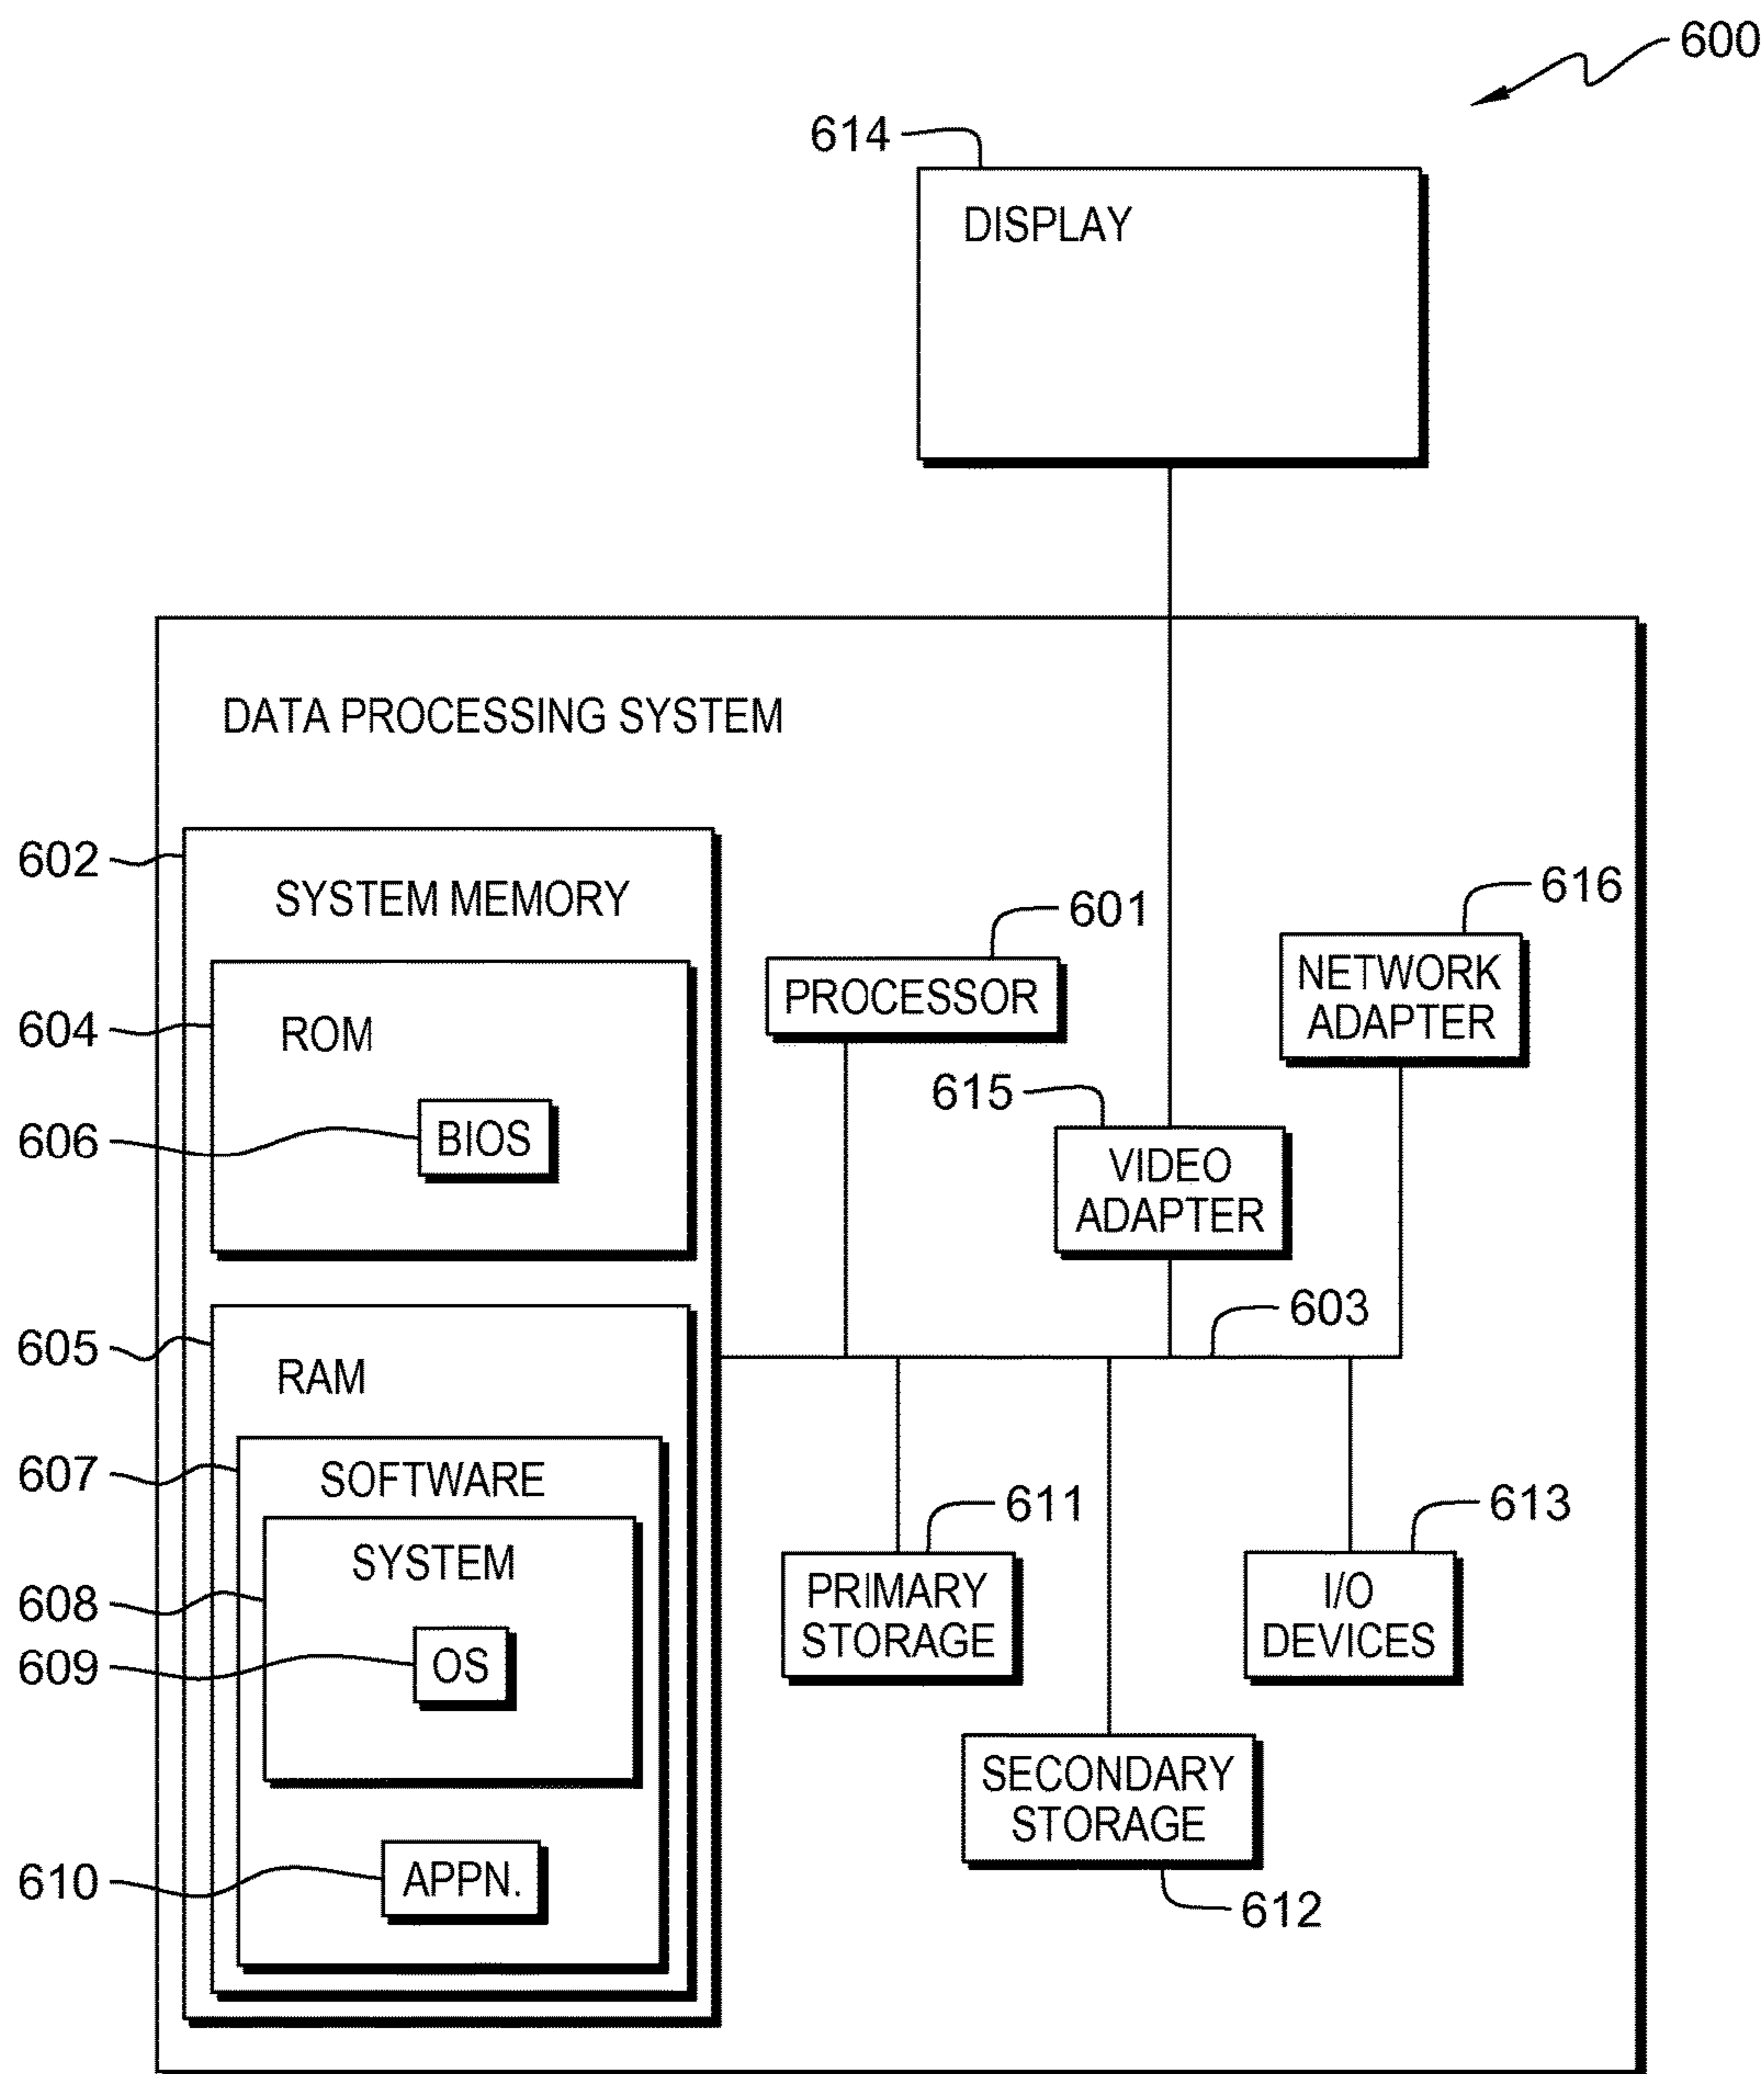 600
614
DISPLAY
DATA PROCESSING SYSTEM
602
SYSTEM MEMORY
604
ROM
606
BIOS
605
RAM
607
SOFTWARE
608
SYSTEM
609
OS
610
APPN.
601
PROCESSOR
616
NETWORK
ADAPTER
615
VIDEO
ADAPTER
603
611
PRIMARY
STORAGE
613
I/O
DEVICES
SECONDARY
STORAGE
612